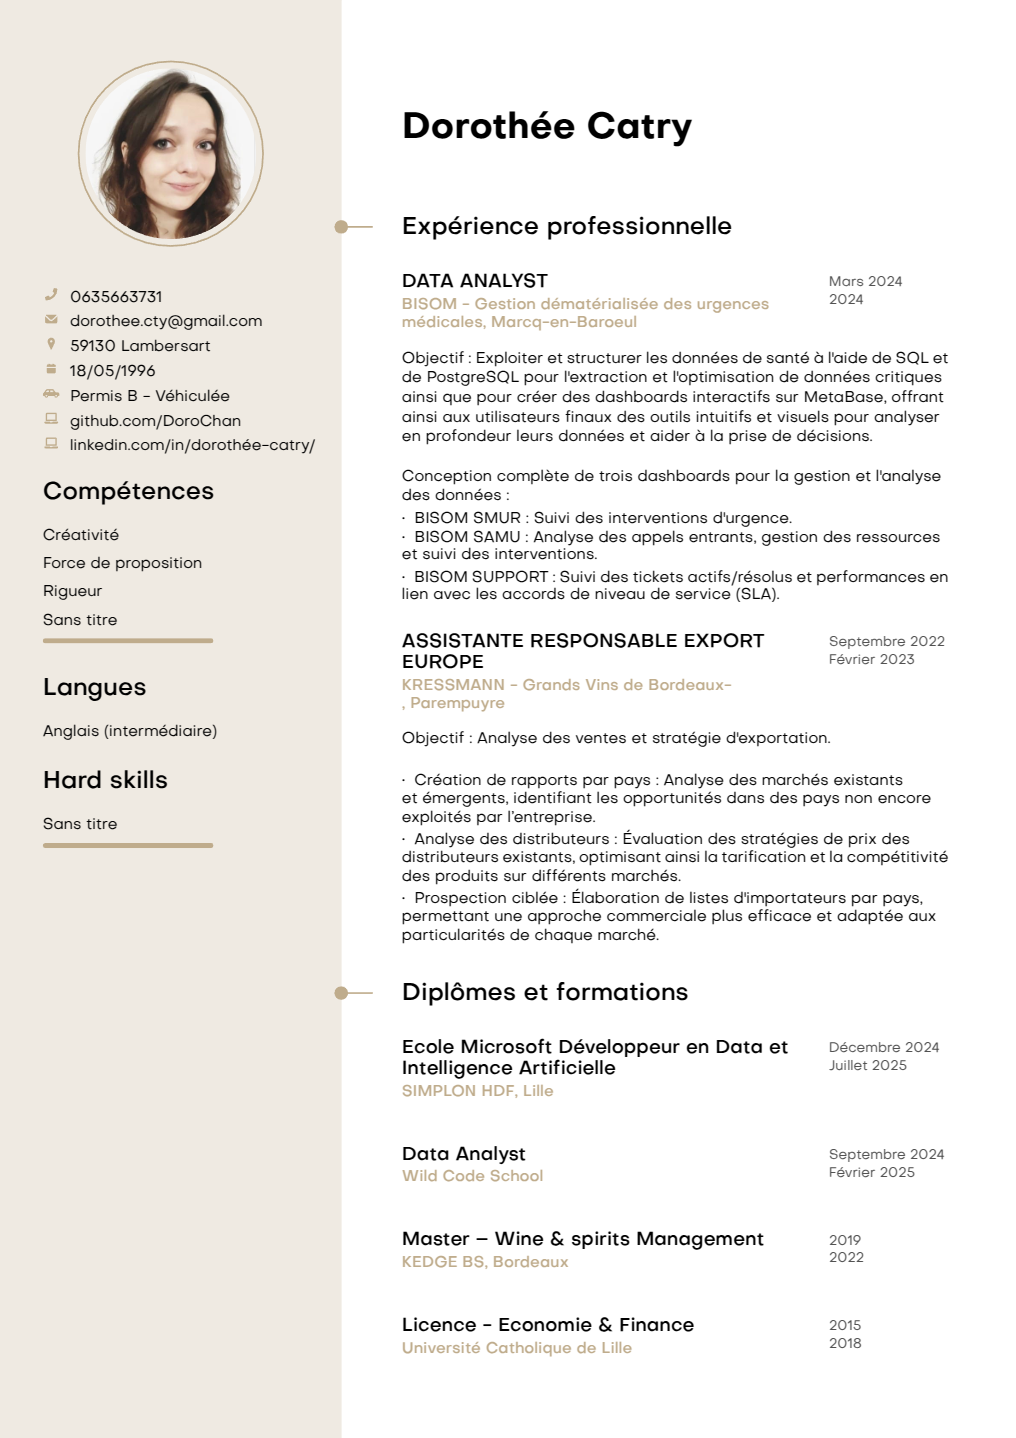 0635663731
dorothee.cty@gmail.com
59130 Lambersart
18/05/1996
Permis B - Véhiculée
github.com/DoroChan
linkedin.com/in/dorothée-catry/
Compétences
Créativité
Force de proposition
Rigueur
Sans titre
Langues
Anglais (intermédiaire)
Hard skills
Sans titre
Dorothée Catry
Expérience professionnelle
DATA ANALYST
Mars 2024
2024
BISOM - Gestion dématérialisée des urgences
médicales, Marcq-en-Baroeul
Objectif : Exploiter et structurer les données de santé à l'aide de SQL et
de PostgreSQL pour l'extraction et l'optimisation de données critiques
ainsi que pour créer des dashboards interactifs sur MetaBase, offrant
ainsi aux utilisateurs finaux des outils intuitifs et visuels pour analyser
en profondeur leurs données et aider à la prise de décisions.
Conception complète de trois dashboards pour la gestion et l'analyse
des données :
· BISOM SMUR : Suivi des interventions d'urgence.
· BISOM SAMU : Analyse des appels entrants, gestion des ressources
et suivi des interventions.
· BISOM SUPPORT : Suivi des tickets actifs/résolus et performances en
lien avec les accords de niveau de service (SLA).
ASSISTANTE RESPONSABLE EXPORT
EUROPE
Septembre 2022
Février 2023
KRESSMANN - Grands Vins de Bordeaux-
, Parempuyre
Objectif : Analyse des ventes et stratégie d'exportation.
· Création de rapports par pays : Analyse des marchés existants
et émergents, identifiant les opportunités dans des pays non encore
exploités par l'entreprise.
· Analyse des distributeurs : Évaluation des stratégies de prix des
distributeurs existants, optimisant ainsi la tarification et la compétitivité
des produits sur différents marchés.
· Prospection ciblée : Élaboration de listes d'importateurs par pays,
permettant une approche commerciale plus efficace et adaptée aux
particularités de chaque marché.
Diplômes et formations
Ecole Microsoft Développeur en Data et
Intelligence Artificielle
Décembre 2024
Juillet 2025
SIMPLON HDF, Lille
Data Analyst
Septembre 2024
Février 2025
Wild Code School
Master – Wine & spirits Management
2019
2022
KEDGE BS, Bordeaux
Licence - Economie & Finance
2015
2018
Université Catholique de Lille